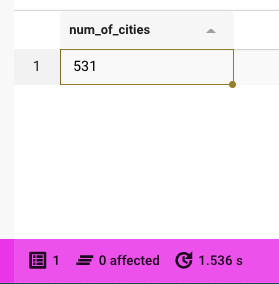 num_of_cities
1 531
1 0 affected 1.536 s